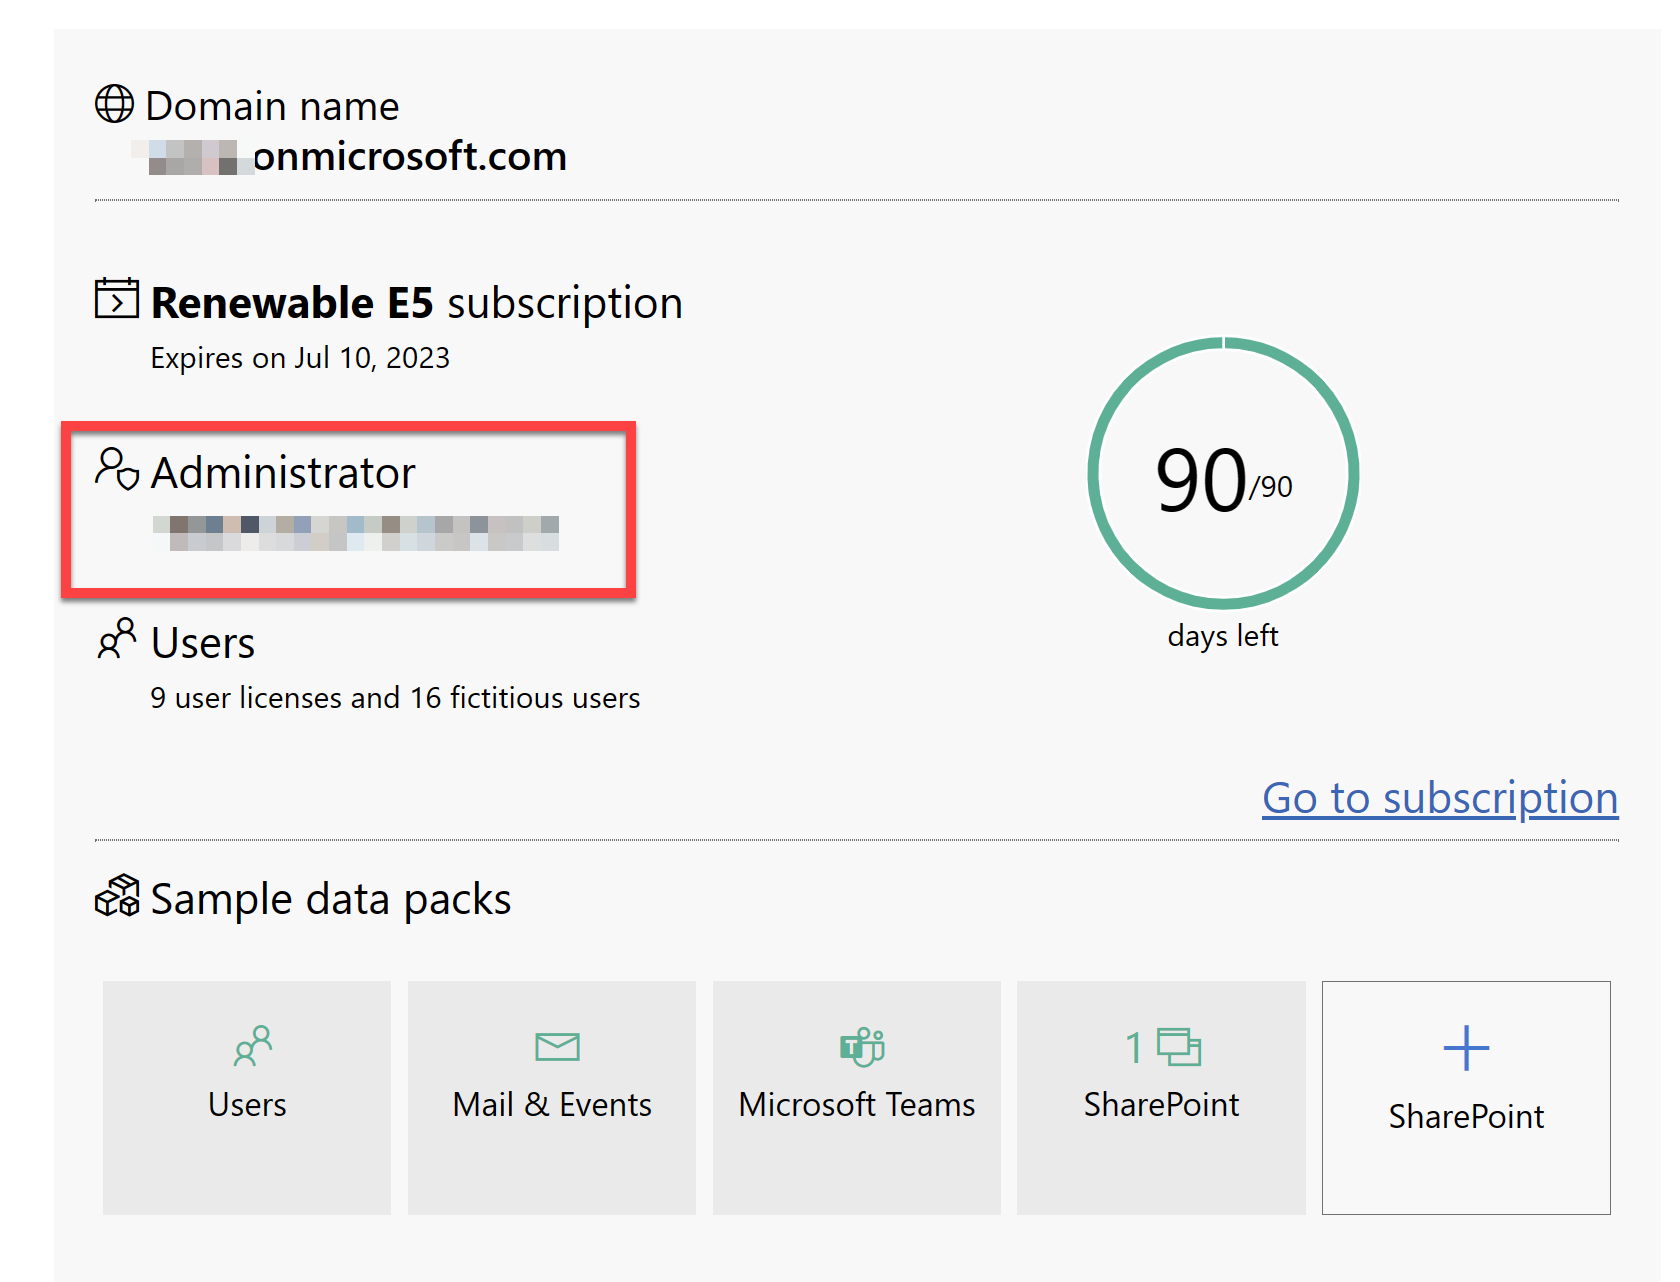 Domain name
onmicrosoft.com
Renewable E5 subscription
Expires on Jul 10, 2023
Administrator
Users
9 user licenses and 16 fictitious users
90/90
days left
Go to subscription
Sample data packs
Users
Mail & Events
T
Microsoft Teams
1
SharePoint
SharePoint